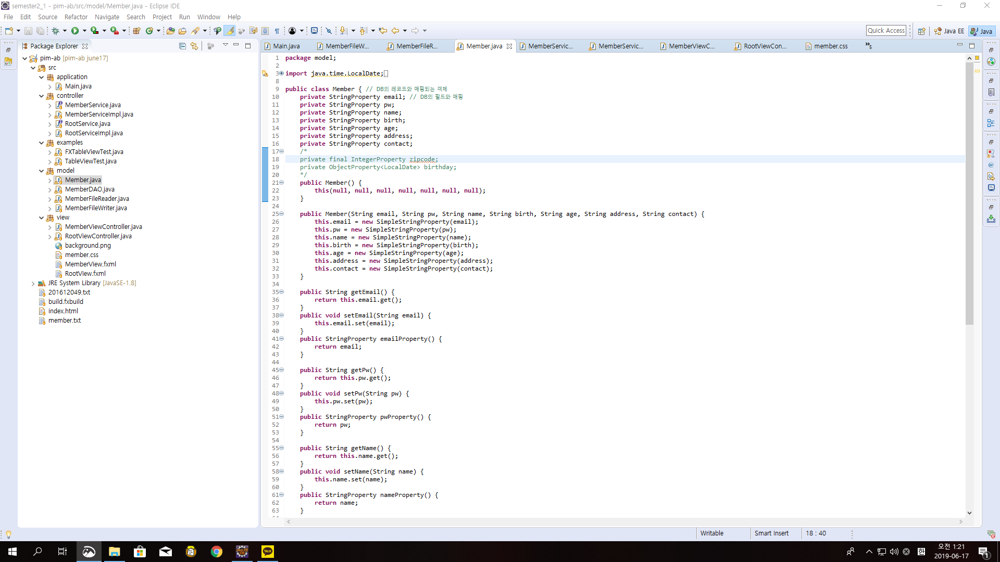 semester2_1 - pim-ab/src/model/Member.java - Eclipse IDE
File Edit Source Refactor Navigate Search Project Run Window Help
Quick Access
Java EE
Java
Package Explorer
pim-ab [pim-ab june17]
src
application
Main.java
controller
MemberService.java
MemberServiceImpl.java
RootService.java
RootServiceImpl.java
examples
FXTableViewTest.java
TableViewTest.java
model
Member.java
MemberDAO.java
MemberFileReader.java
MemberFileWriter.java
view
MemberViewController.java
RootViewController.java
background.png
member.css
MemberView.fxml
RootView.fxml
JRE System Library [JavaSE-1.8]
201612049.txt
build.fxbuild
index.html
member.txt
Main.java MemberFileW... MemberFileR... Member.java MemberServic... MemberServic... MemberViewC... RootViewCon... member.css »5
1 package model;
2
3 import java.time.LocalDate;
8
9 public class Member { // DB의 레코드와 매핑되는 객체
10 private StringProperty email; // DB의 필드와 매핑
11 private StringProperty pw;
12 private StringProperty name;
13 private StringProperty birth;
14 private StringProperty age;
15 private StringProperty address;
16 private StringProperty contact;
17 /*
18 private final IntegerProperty zipcode;
19 private ObjectProperty<LocalDate> birthday;
20 */
21 public Member() {
22 this(null, null, null, null, null, null, null);
23 }
24
25 public Member(String email, String pw, String name, String birth, String age, String address, String contact) {
26 this.email = new SimpleStringProperty(email);
27 this.pw = new SimpleStringProperty(pw);
28 this.name = new SimpleStringProperty(name);
29 this.birth = new SimpleStringProperty(birth);
30 this.age = new SimpleStringProperty(age);
31 this.address = new SimpleStringProperty(address);
32 this.contact = new SimpleStringProperty(contact);
33 }
34
35 public String getEmail() {
36 return this.email.get();
37 }
38 public void setEmail(String email) {
39 this.email.set(email);
40 }
41 public StringProperty emailProperty() {
42 return email;
43 }
44
45 public String getPw() {
46 return this.pw.get();
47 }
48 public void setPw(String pw) {
49 this.pw.set(pw);
50 }
51 public StringProperty pwProperty() {
52 return pw;
53 }
54
55 public String getName() {
56 return this.name.get();
57 }
58 public void setName(String name) {
59 this.name.set(name);
60 }
61 public StringProperty nameProperty() {
62 return name;
63 }
Writable Smart Insert 18 : 40
오전 1:21
2019-06-17